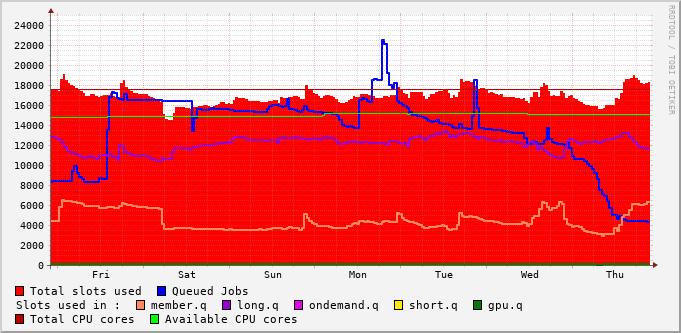 24000
22000
20000
18000
16000
14000
12000
10000
8000
6000
4000
2000
0
Fri Sat Sun Mon Tue Wed Thu
RRDTOOL / TOBI OETIKER
Total slots used Queued Jobs
Slots used in : member.q long.q ondemand.q short.q gpu.q
Total CPU cores Available CPU cores